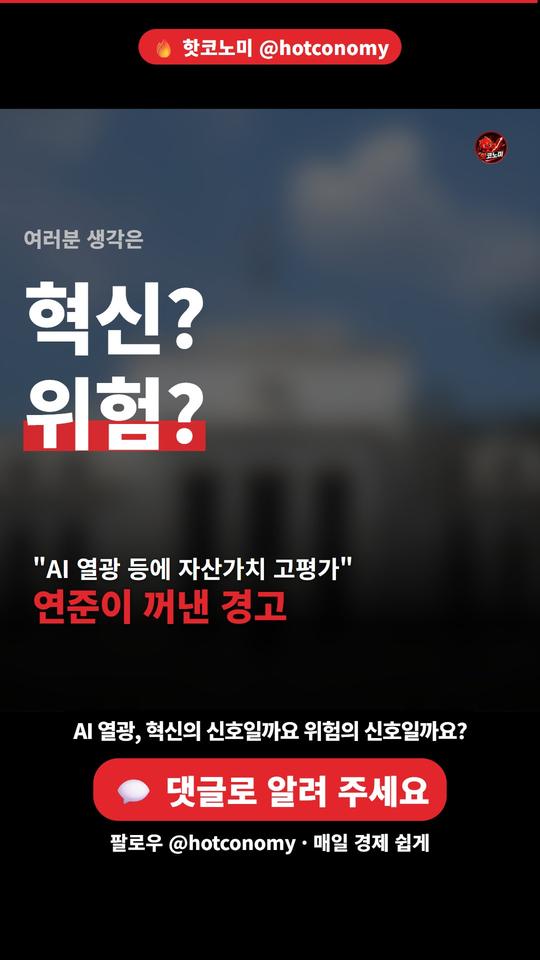 🔥 핫코노미 @hotconomy
코노미
여러분 생각은
혁신?
위험?
"AI 열광 등에 자산가치 고평가"
연준이 꺼낸 경고
AI 열광, 혁신의 신호일까요 위험의 신호일까요?
💬 댓글로 알려 주세요
팔로우 @hotconomy · 매일 경제 쉽게